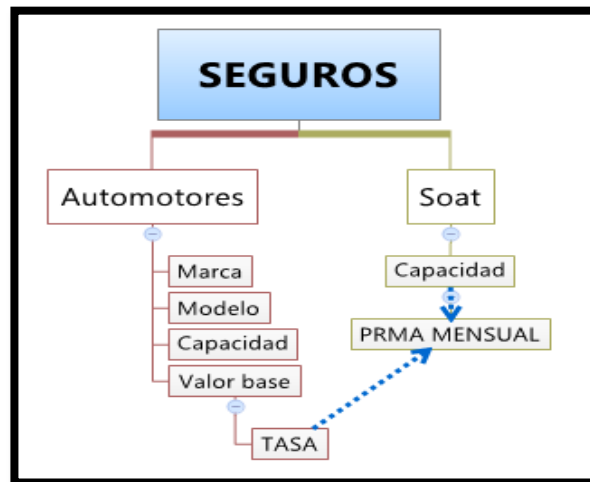 SEGUROS
Automotores
Soat
Marca
Modelo
Capacidad
Valor base
TASA
Capacidad
PRMA MENSUAL